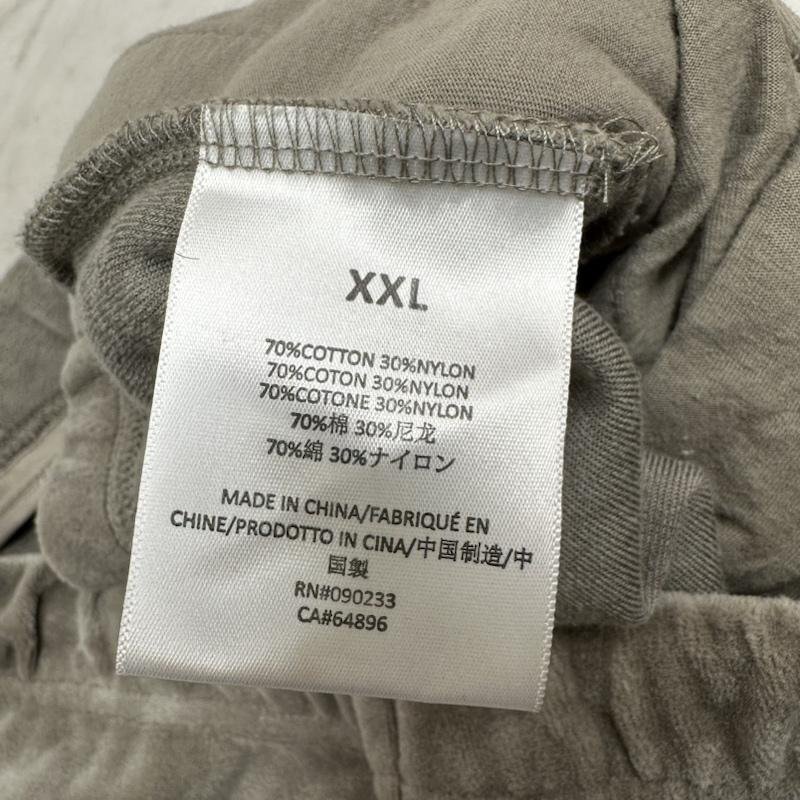 XXL
70%COTTON 30%NYLON
70%COTON 30%NYLON
70%COTONE 30%NYLON
70%棉 30%尼龙
70%綿 30%ナイロン
MADE IN CHINA/FABRIQUÉ EN
CHINE/PRODOTTO IN CINA/中国制造/中
国製
RN#090233
CA#64896